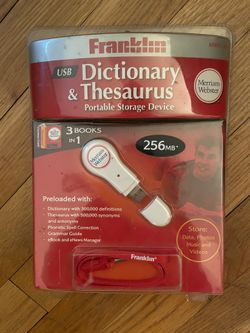 Franklin
USB
Dictionary
& Thesaurus
Portable Storage Device
Merriam-
Webster
3 BOOKS
in 1
256MB*
Merriam-
Webster
Preloaded with:
- Dictionary with 300,000 definitions
- Thesaurus with 500,000 synonyms
and antonyms
- Phonetic Spell Correction
- Grammar Guide
- eBook and eNews Manager
Franklin
Store:
Data, Photos,
Music and
Videos